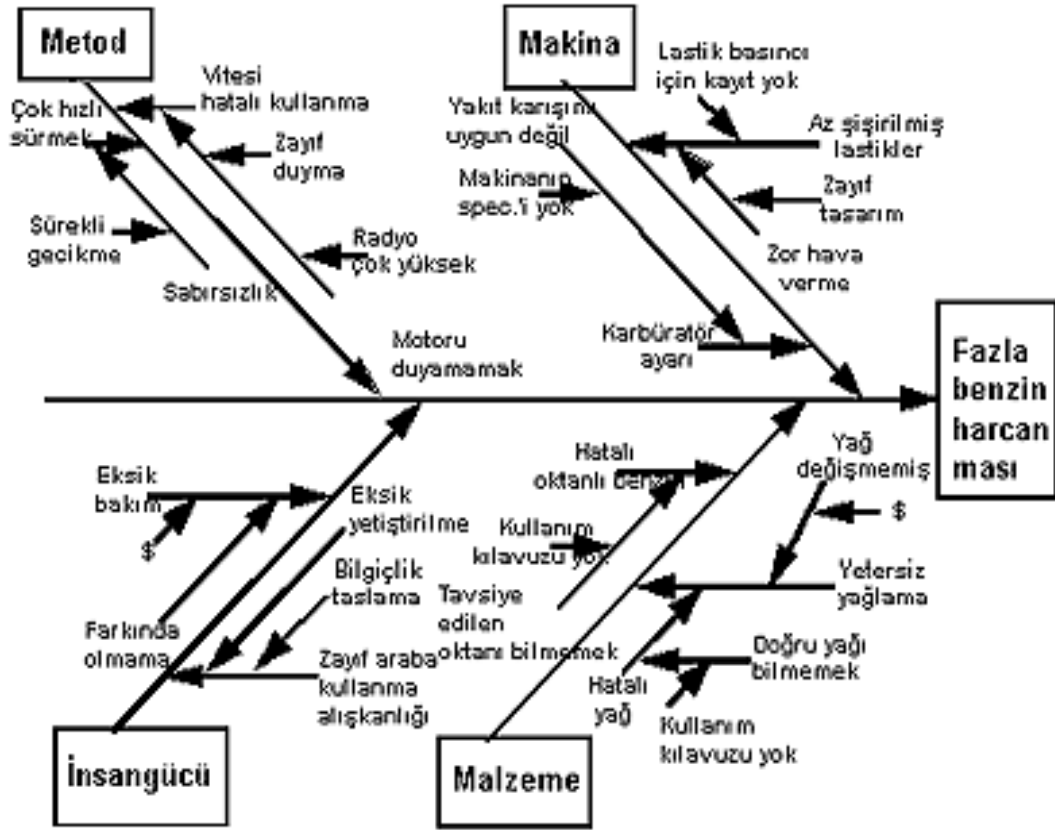 Metod
Vitesi
hatalı kullanma
Çok hızlı
sürmek
Zayıf
duyma
Sürekli
gecikme
Sabırsızlık
Radyo
çok yüksek
Motoru
duyamamak
Makina
Lastik basıncı
için kayıt yok
Yakıt karışımı
uygun değil
Az şişirilmiş
lastikler
Makinanın
spec.'i yok
Zayıf
tasarım
Zor hava
verme
Karbüratör
ayarı
Fazla
benzin
harcan
ması
Eksik
bakım
$
Eksik
yetiştirilme
Bilgiçlik
taslama
Farkında
olmama
Zayıf araba
kullanma
alışkanlığı
İnsangücü
Hatalı
oktanlı benzin
Yağ
değişmemiş
$
Kullanım
kılavuzu yok
Yetersiz
yağlama
Tavsiye
edilen
oktanı bilmemek
Doğru yağı
bilmemek
Hatalı
yağ
Kullanım
kılavuzu yok
Malzeme